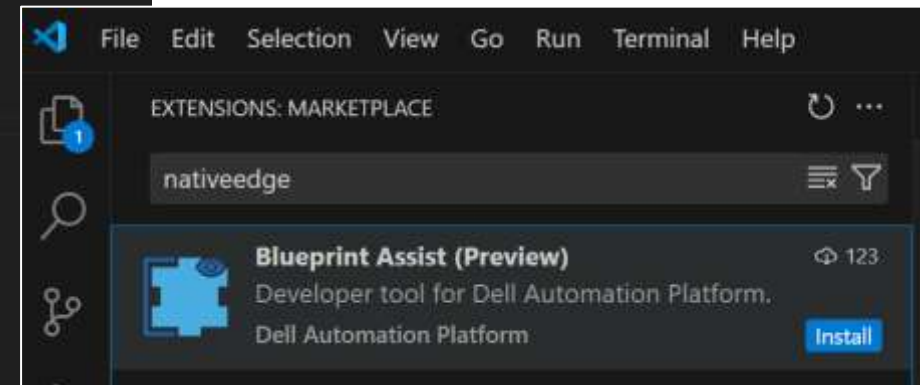 File Edit Selection View Go Run Terminal Help
EXTENSIONS: MARKETPLACE
1
nativeedge
Blueprint Assist (Preview) 123
Developer tool for Dell Automation Platform.
Dell Automation Platform Install